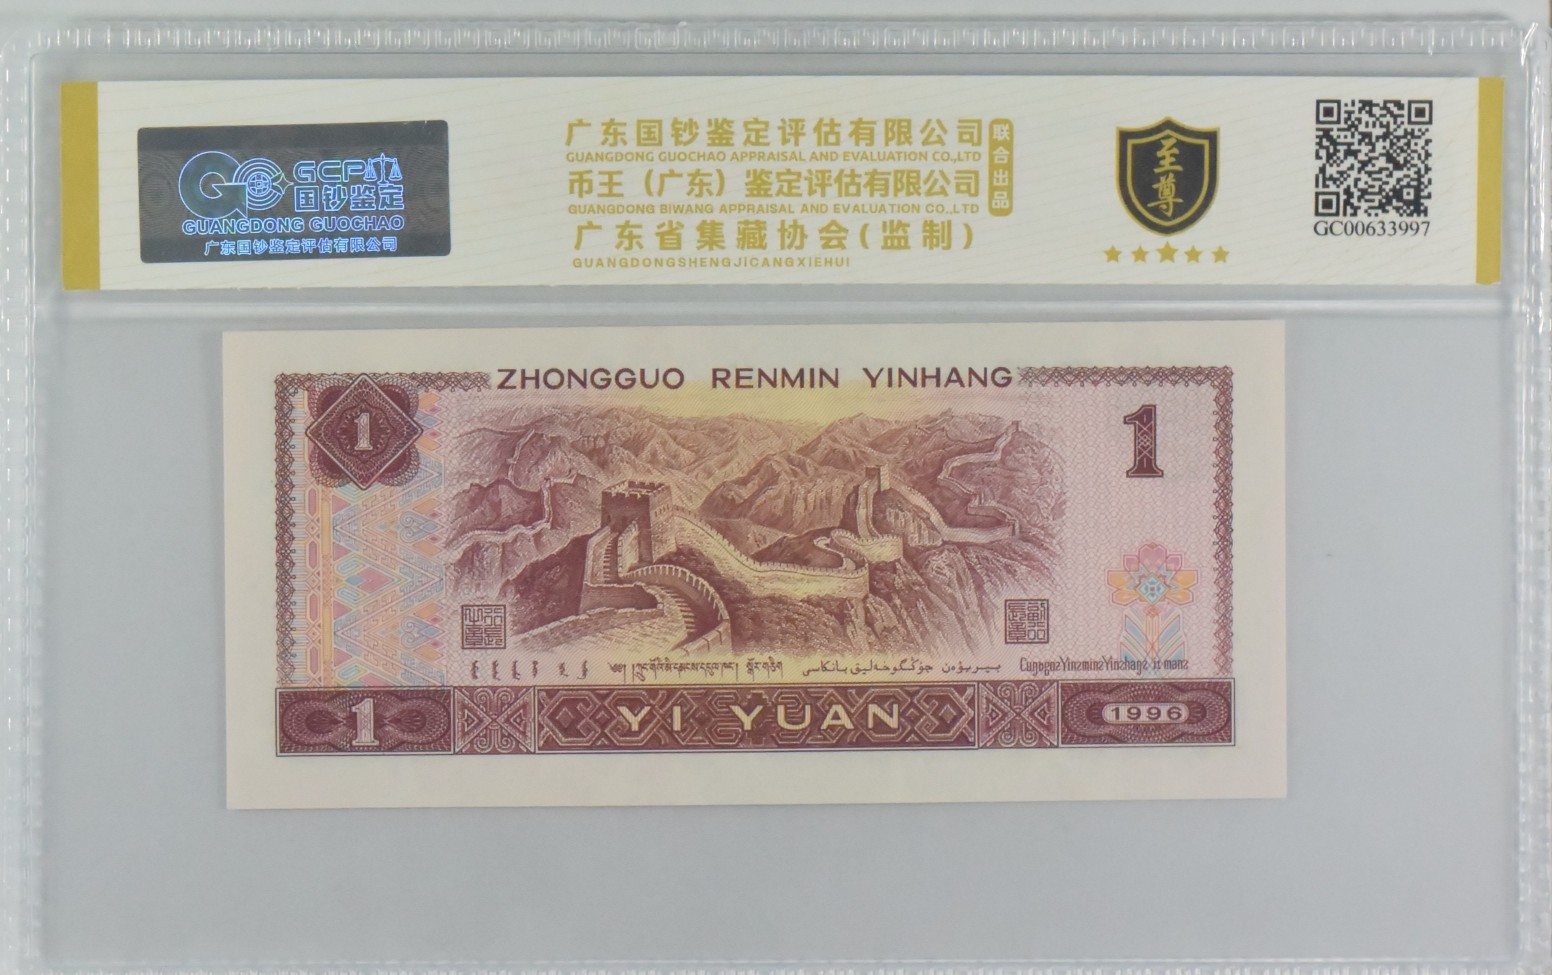 GCP
国钞鉴定
GUANGDONG GUOCHAO
广东国钞鉴定评估有限公司
广东国钞鉴定评估有限公司
GUANGDONG GUOCHAO APPRAISAL AND EVALUATION CO.,LTD
币王（广东）鉴定评估有限公司
GUANGDONG BIWANG APPRAISAL AND EVALUATION CO.,LTD
联合出品
广东省集藏协会(监制)
GUANGDONGSHENGJICANGXIEHUI
至尊
GC00633997
ZHONGGUO RENMIN YINHANG
1
1
1
YI YUAN
1996